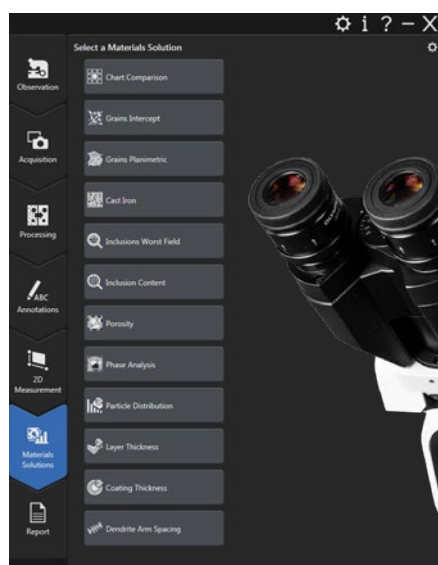 i ? – X
Select a Materials Solution
Observation
Acquisition
Processing
ABC
Annotations
2D
Measurement
Materials
Solutions
Report
Chart Comparison
Grains Intercept
Grains Planimetric
Cast Iron
Inclusions Worst Field
Inclusion Content
Porosity
Phase Analysis
Particle Distribution
Layer Thickness
Coating Thickness
Dendrite Arm Spacing